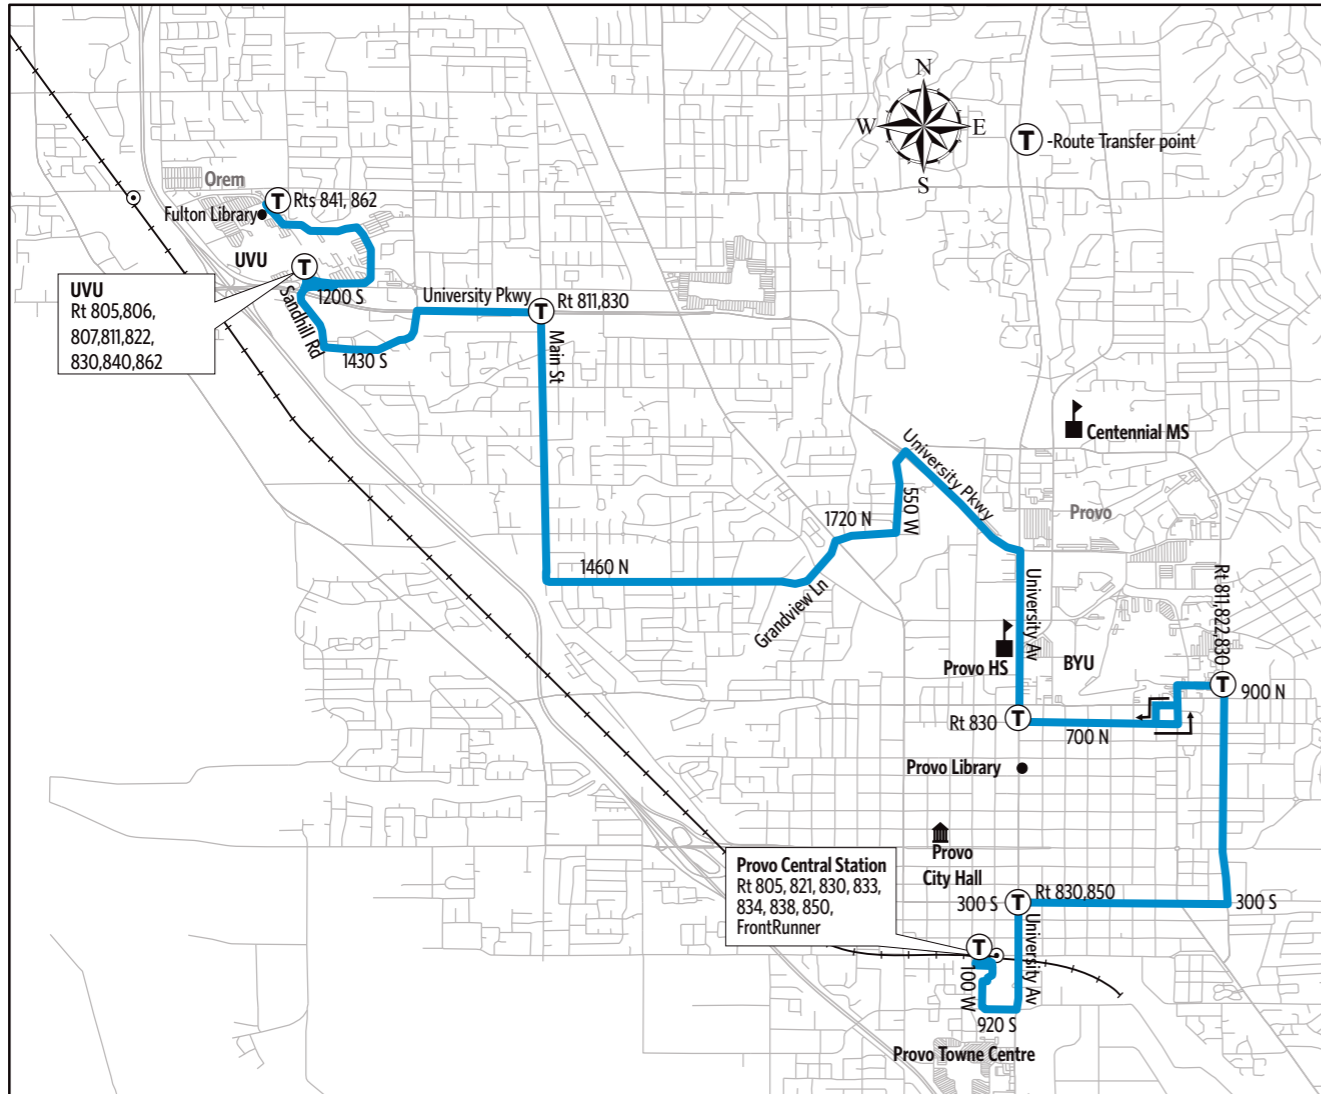 N
W
E
S
T
-Route Transfer point
Orem
T
Rts 841, 862
Fulton Library
UVU
T
UVU
Rt 805,806,
807,811,822,
830,840,862
1200 S
Sandhill Rd
1430 S
University Pkwy
T
Rt 811,830
Main St
Centennial MS
University Pkwy
550 W
1720 N
Provo
1460 N
Grandview Ln
University Av
Rt 811,822,830
Provo HS
BYU
T
900 N
Rt 830
T
700 N
Provo Library
Provo
City Hall
Provo Central Station
Rt 805, 821, 830, 833,
834, 838, 850,
FrontRunner
300 S
T
Rt 830,850
300 S
T
100 W
University Av
920 S
Provo Towne Centre